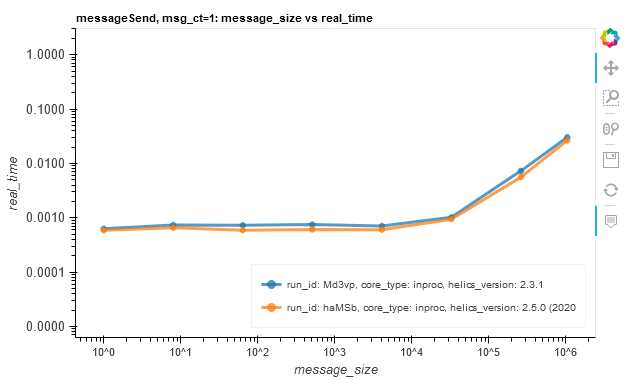 messageSend, msg_ct=1: message_size vs real_time
1.0000
0.1000
0.0100
0.0010
0.0001
0.0000
real_time
10^0
10^1
10^2
10^3
10^4
10^5
10^6
message_size
run_id: Md3vp, core_type: inproc, helics_version: 2.3.1
run_id: haMSb, core_type: inproc, helics_version: 2.5.0 (2020